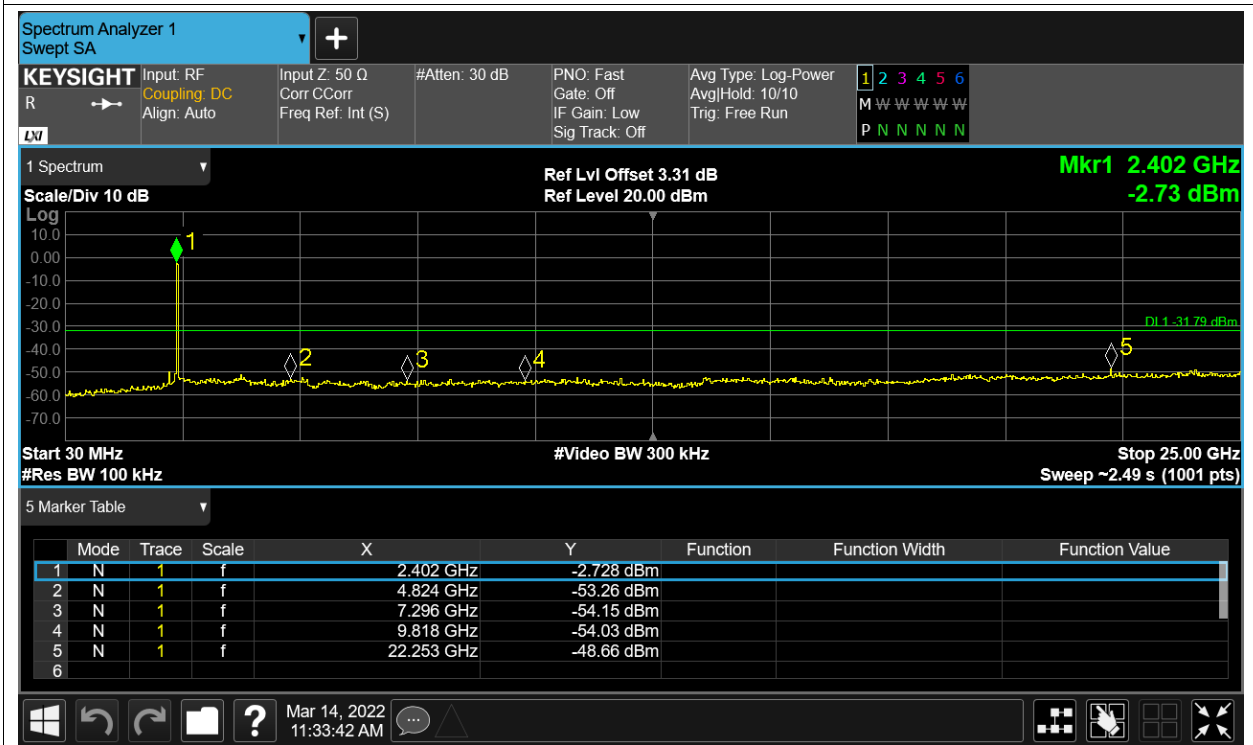 Spectrum Analyzer 1
Swept SA
KEYSIGHT
R
LXI
Input: RF
Coupling: DC
Align: Auto
Input Z: 50 Ω
Corr CCorr
Freq Ref: Int (S)
#Atten: 30 dB
PNO: Fast
Gate: Off
IF Gain: Low
Sig Track: Off
Avg Type: Log-Power
Avg|Hold: 10/10
Trig: Free Run
1 2 3 4 5 6
M W W W W W
P N N N N N
1 Spectrum
Scale/Div 10 dB
Ref Lvl Offset 3.31 dB
Ref Level 20.00 dBm
Mkr1 2.402 GHz
-2.73 dBm
Log
10.0
0.00
-10.0
-20.0
-30.0
-40.0
-50.0
-60.0
-70.0
1
2
3
4
5
DL1 -31.79 dBm
Start 30 MHz
#Res BW 100 kHz
#Video BW 300 kHz
Stop 25.00 GHz
Sweep ~2.49 s (1001 pts)
5 Marker Table
Mode Trace Scale X Y Function Function Width Function Value
1 N 1 f 2.402 GHz -2.728 dBm
2 N 1 f 4.824 GHz -53.26 dBm
3 N 1 f 7.296 GHz -54.15 dBm
4 N 1 f 9.818 GHz -54.03 dBm
5 N 1 f 22.253 GHz -48.66 dBm
6
?
Mar 14, 2022
11:33:42 AM